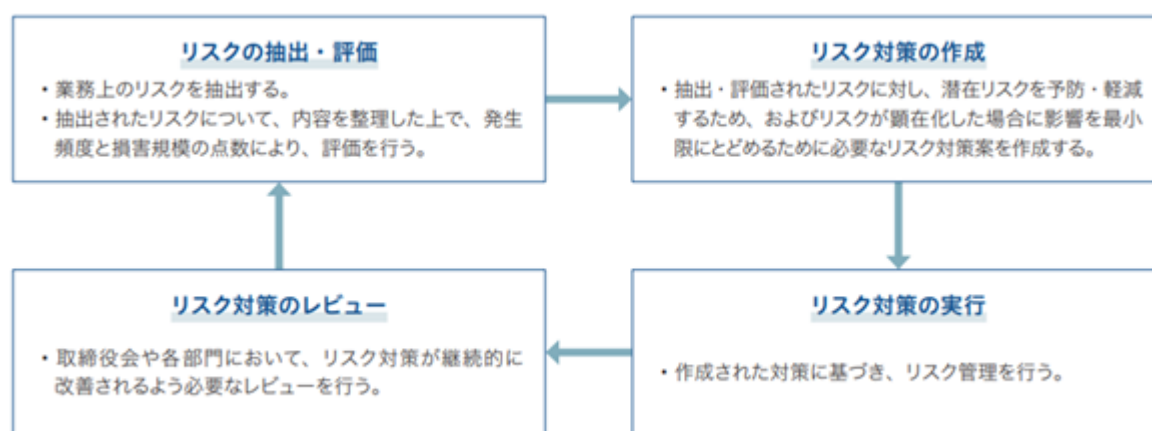 リスクの抽出・評価
・業務上のリスクを抽出する。
・抽出されたリスクについて、内容を整理した上で、発生
頻度と損害規模の点数により、評価を行う。
リスク対策の作成
・抽出・評価されたリスクに対し、潜在リスクを予防・軽減
するため、およびリスクが顕在化した場合に影響を最小
限にとどめるために必要なリスク対策案を作成する。
リスク対策のレビュー
・取締役会や各部門において、リスク対策が継続的に
改善されるよう必要なレビューを行う。
リスク対策の実行
・作成された対策に基づき、リスク管理を行う。